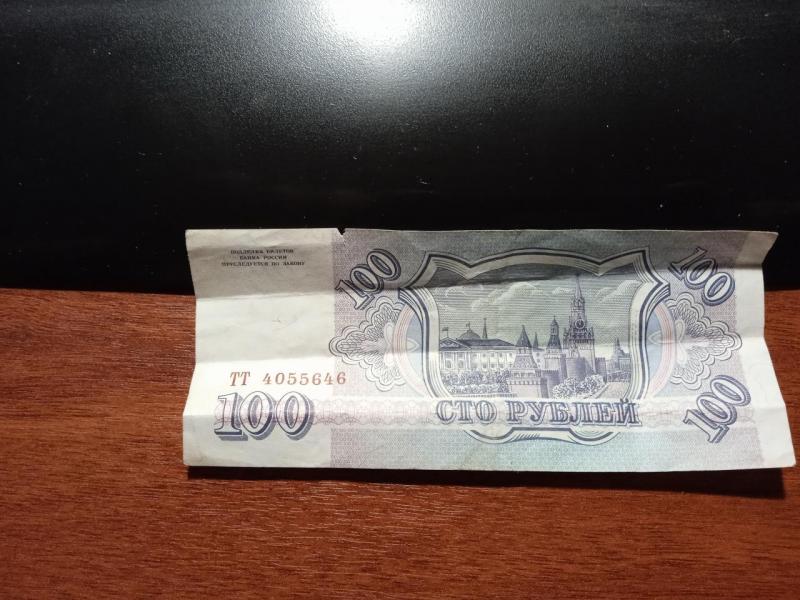 ПОДДЕЛКА БИЛЕТОВ
БАНКА РОССИИ
ПРЕСЛЕДУЕТСЯ ПО ЗАКОНУ
100
100
ТТ 4055646
100
СТО РУБЛЕЙ
100